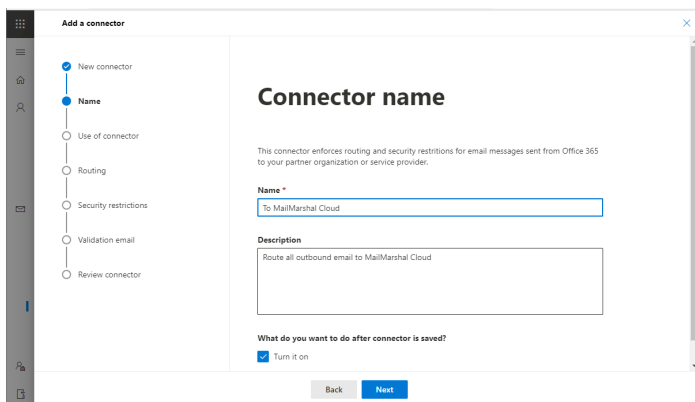 Add a connector
New connector
Name
Use of connector
Routing
Security restrictions
Validation email
Review connector
Connector name
This connector enforces routing and security restritions for email messages sent from Office 365
to your partner organization or service provider.
Name *
To MailMarshal Cloud
Description
Route all outbound email to MailMarshal Cloud
What do you want to do after connector is saved?
Turn it on
Back
Next